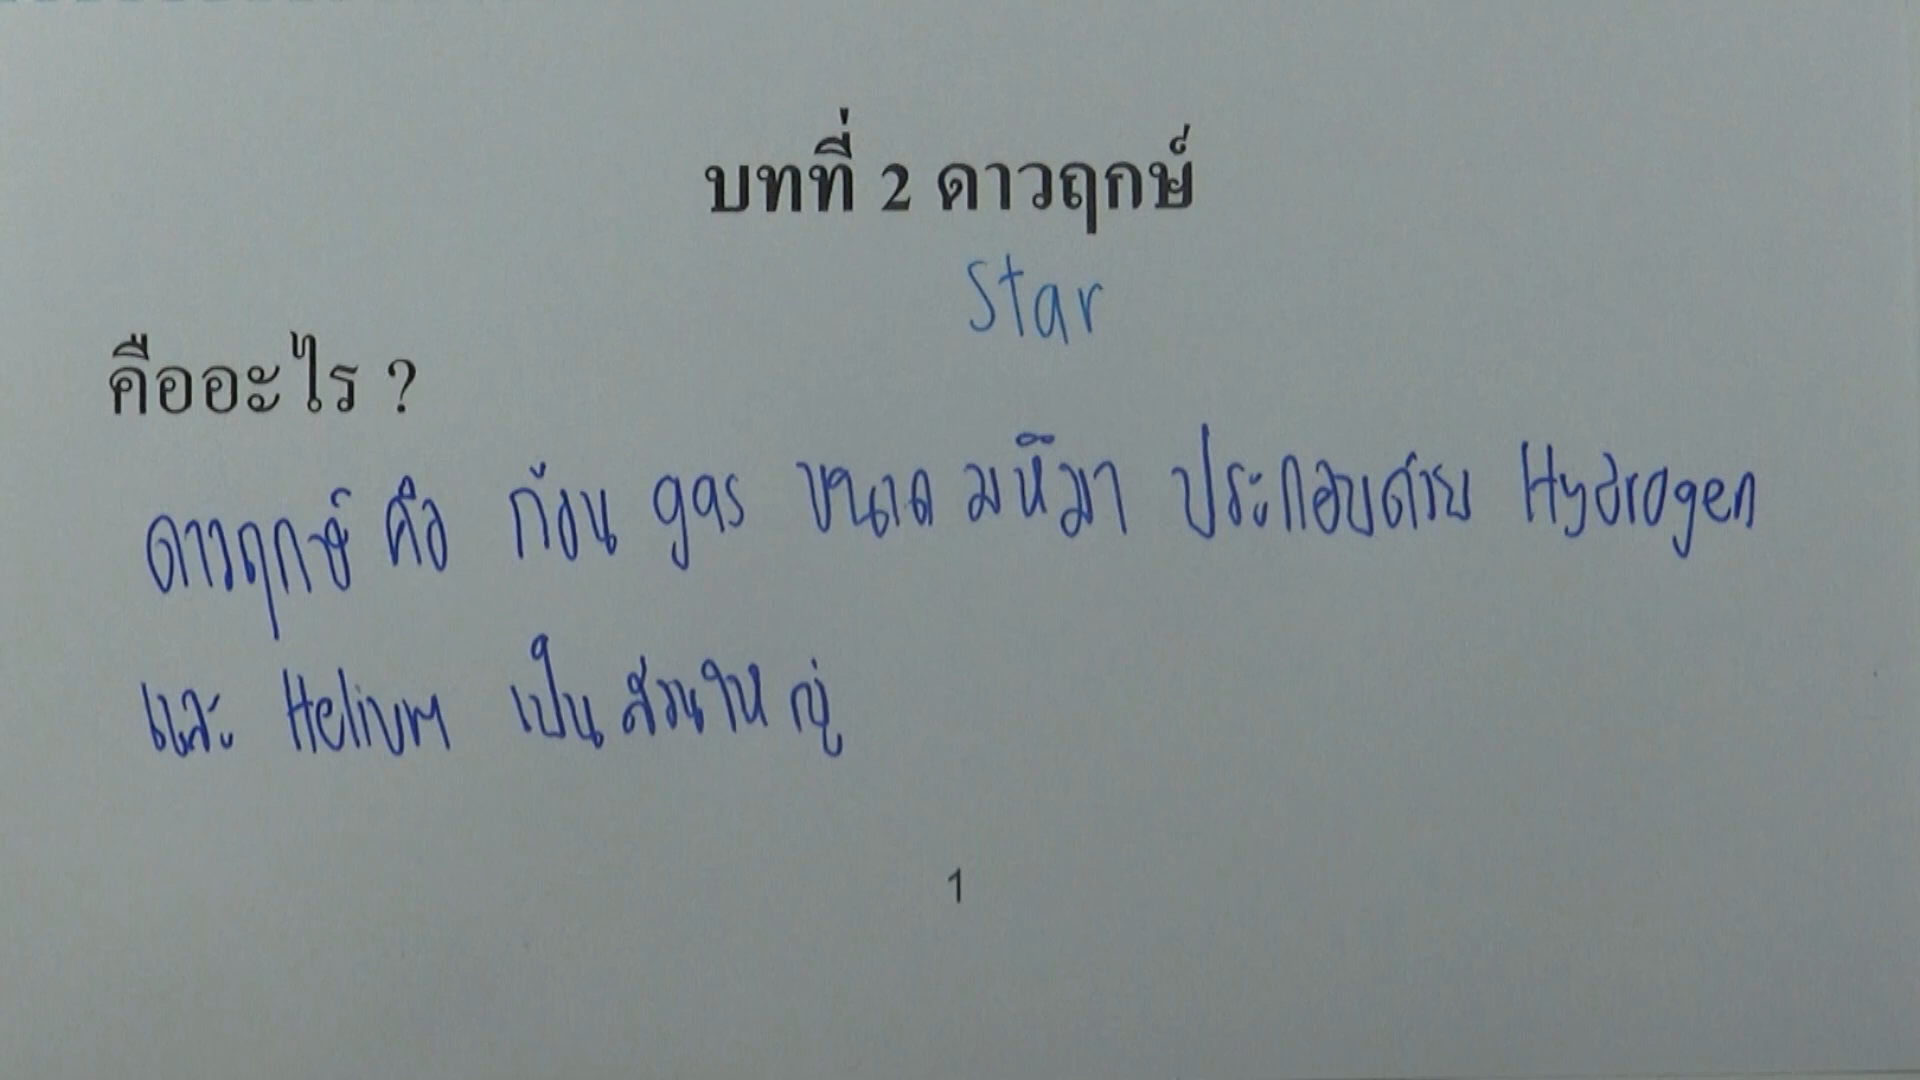 บทที่ 2 ดาวฤกษ์
Star
คืออะไร ?
ดาวฤกษ์ คือ ก้อน gas ขนาด มหึมา ประกอบด้วย Hydrogen
และ Helium เป็น ส่วนใหญ่
1